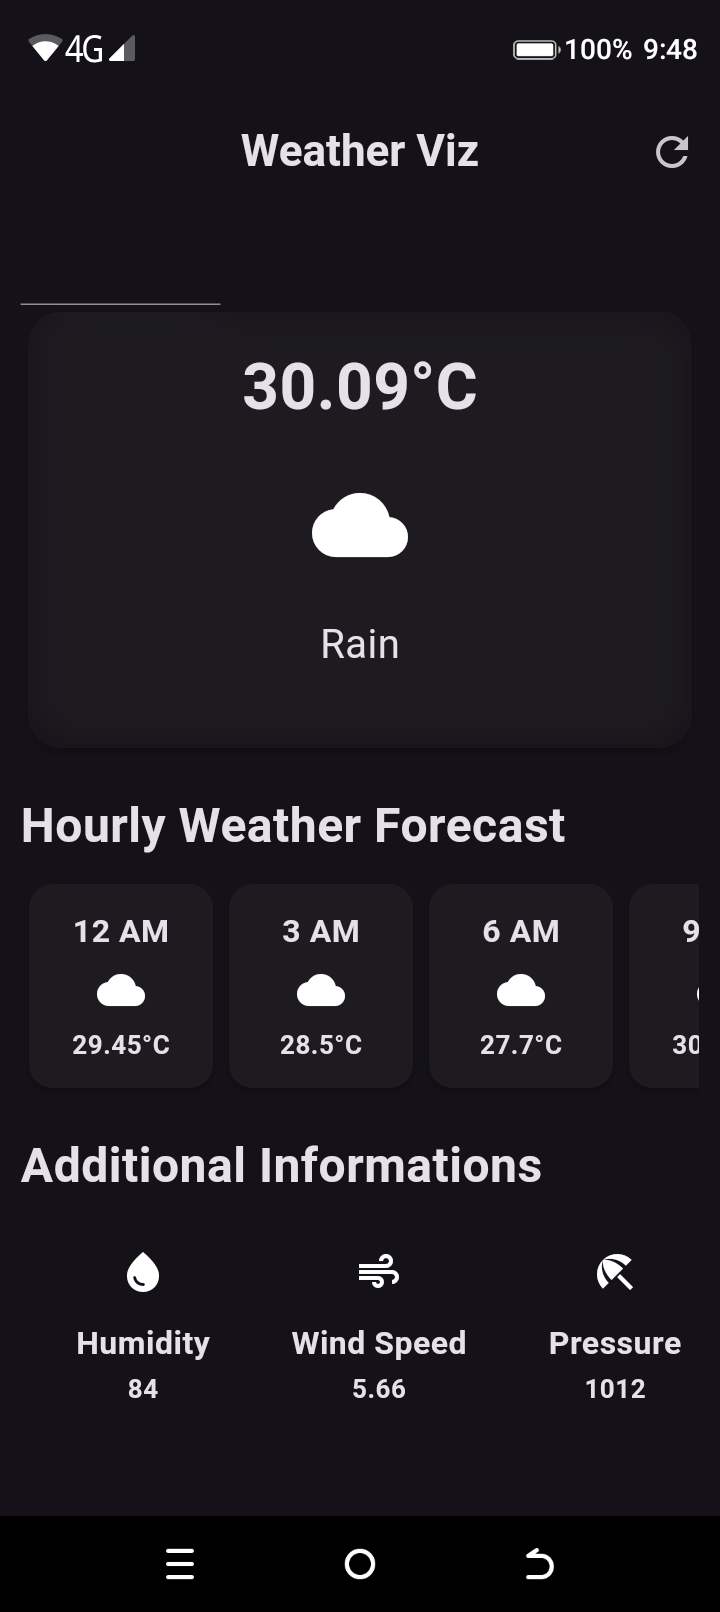 4G 100% 9:48
Weather Viz
30.09°C
Rain
Hourly Weather Forecast
12 AM 3 AM 6 AM 9
29.45°C 28.5°C 27.7°C 30
Additional Informations
Humidity Wind Speed Pressure
84 5.66 1012